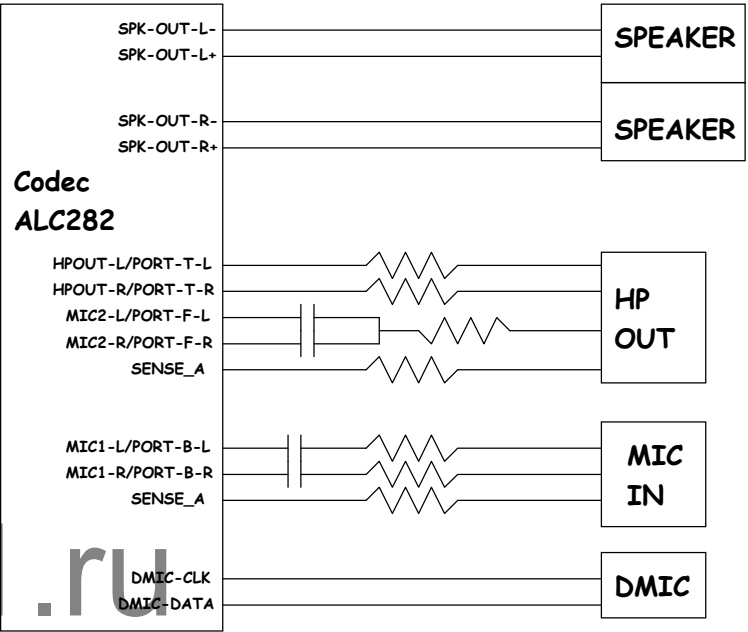 SPK-OUT-L-
SPK-OUT-L+
SPEAKER
SPK-OUT-R-
SPK-OUT-R+
SPEAKER
Codec
ALC282
HPOUT-L/PORT-T-L
HPOUT-R/PORT-T-R
MIC2-L/PORT-F-L
MIC2-R/PORT-F-R
SENSE_A
HP
OUT
MIC1-L/PORT-B-L
MIC1-R/PORT-B-R
SENSE_A
MIC
IN
.ru
DMIC-CLK
DMIC-DATA
DMIC